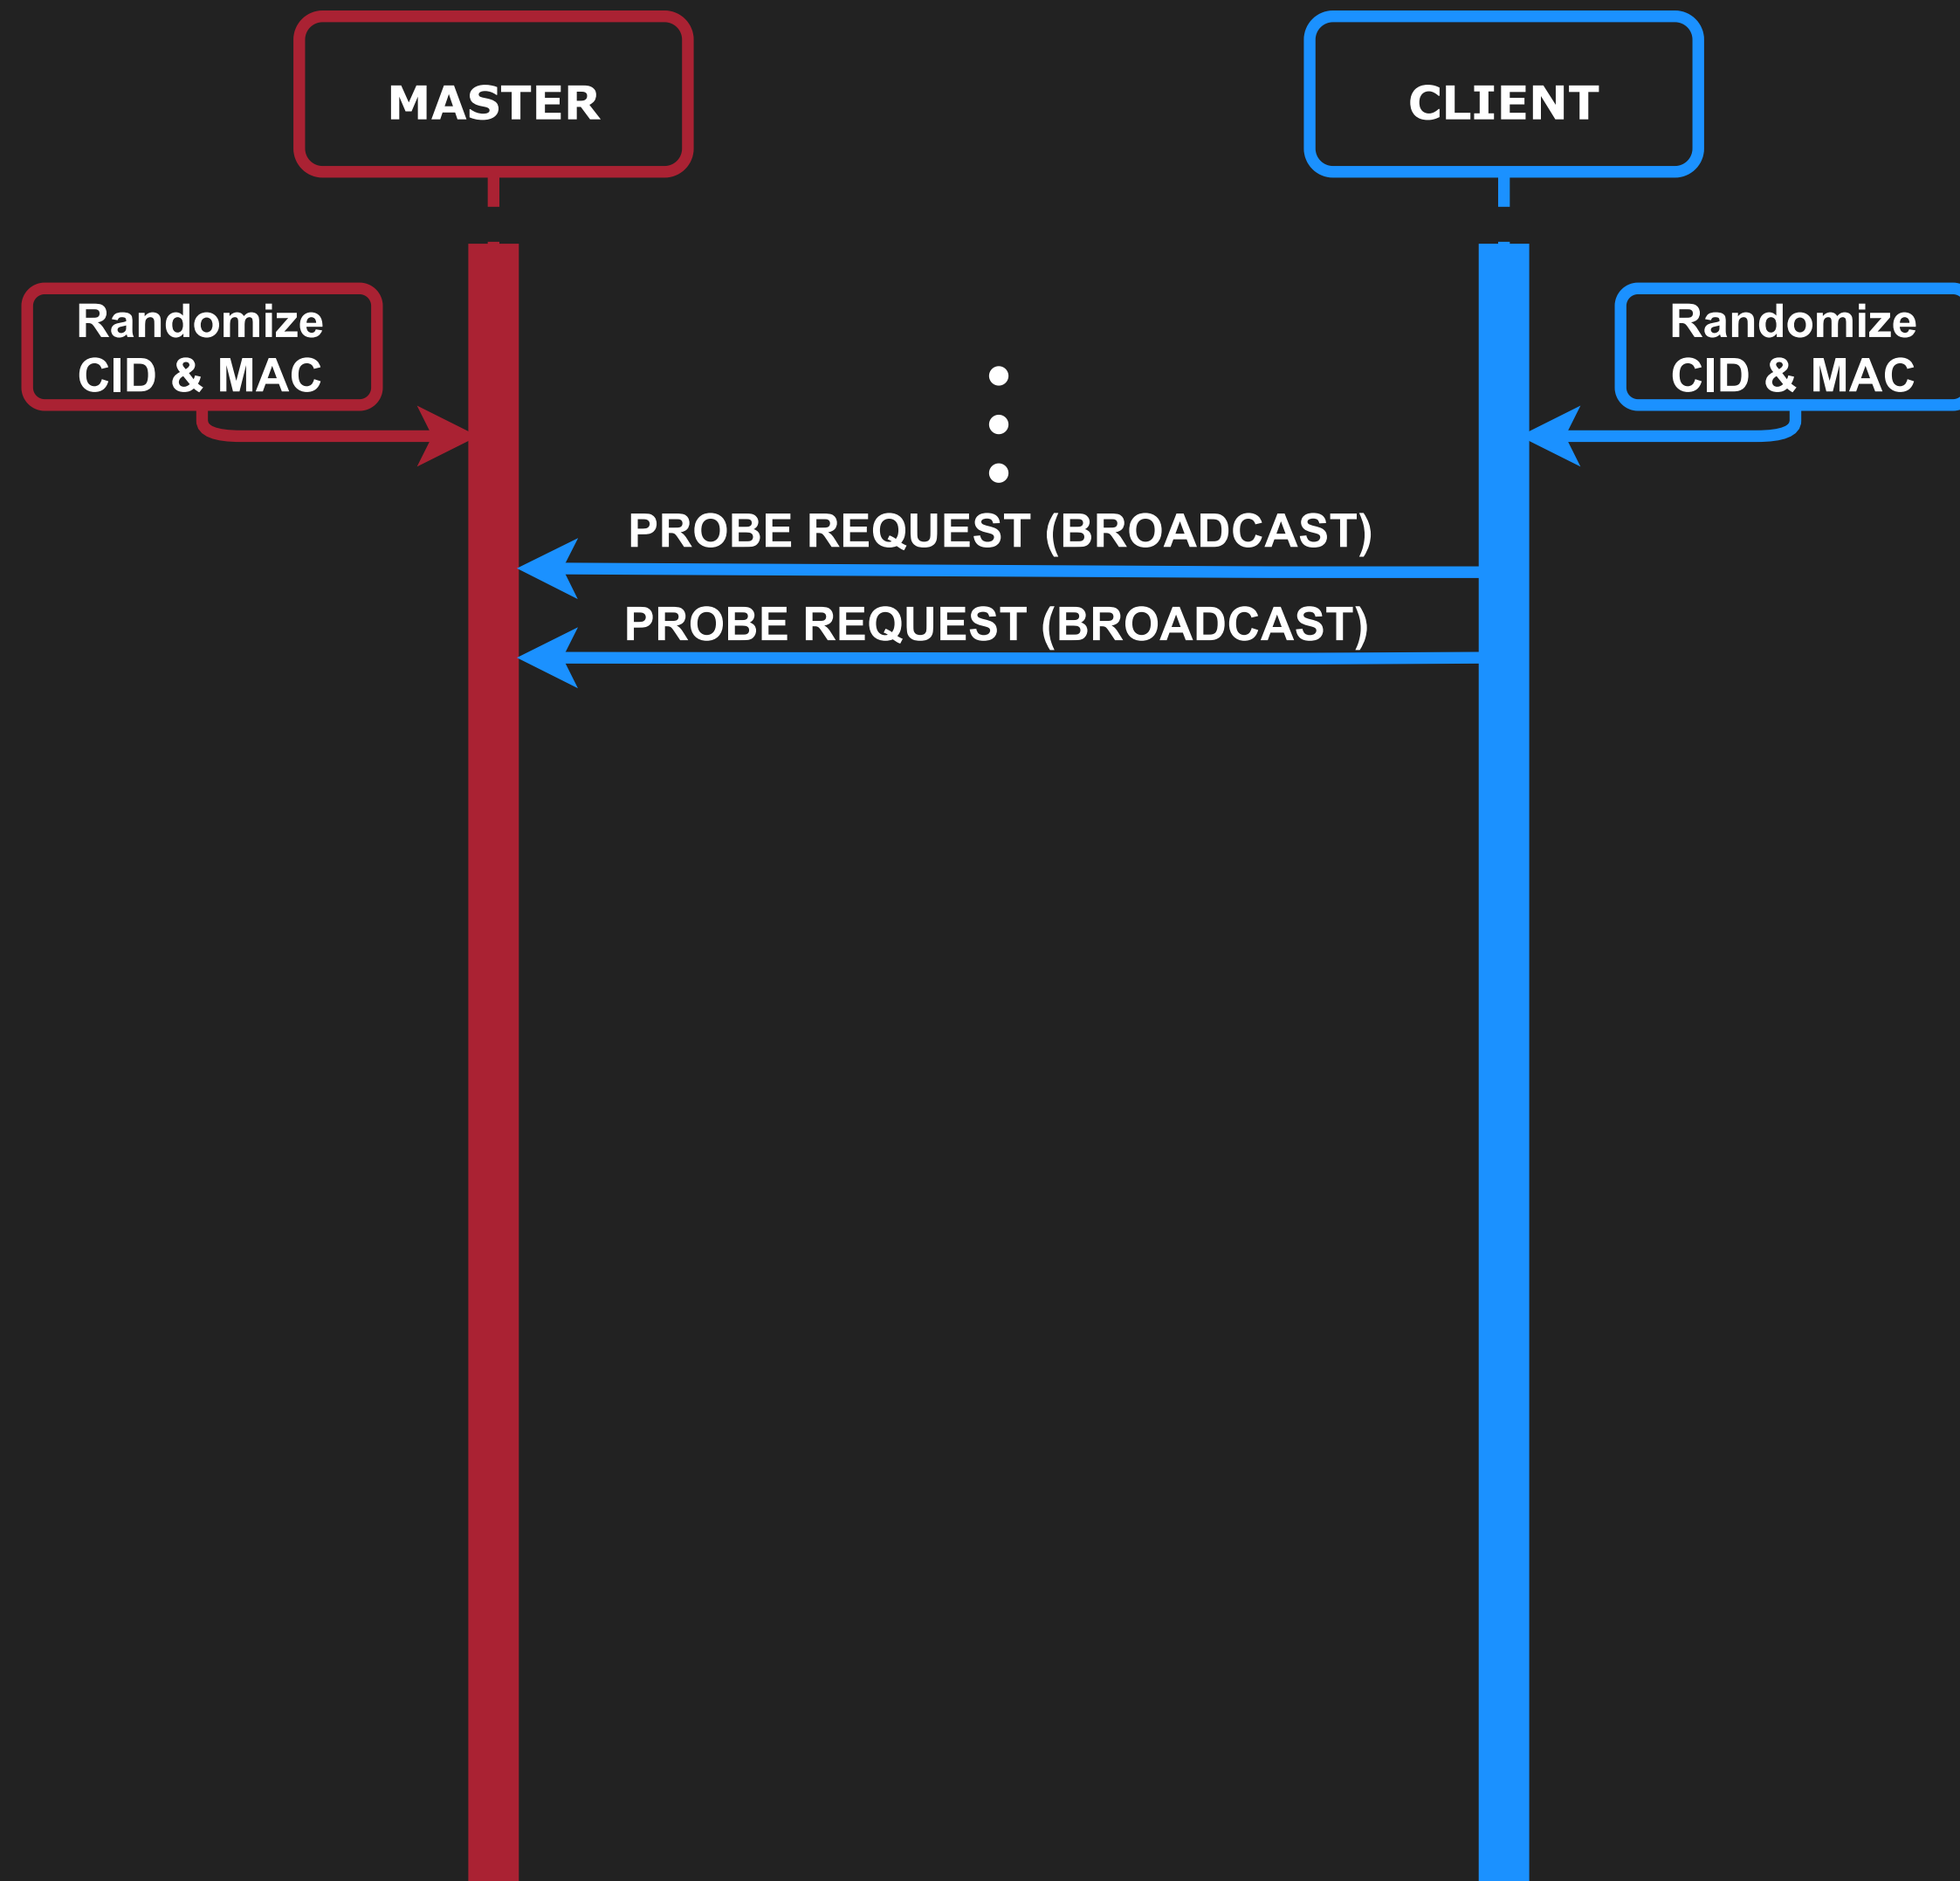 MASTER
CLIENT
Randomize
CID & MAC
Randomize
CID & MAC
PROBE REQUEST (BROADCAST)
PROBE REQUEST (BROADCAST)